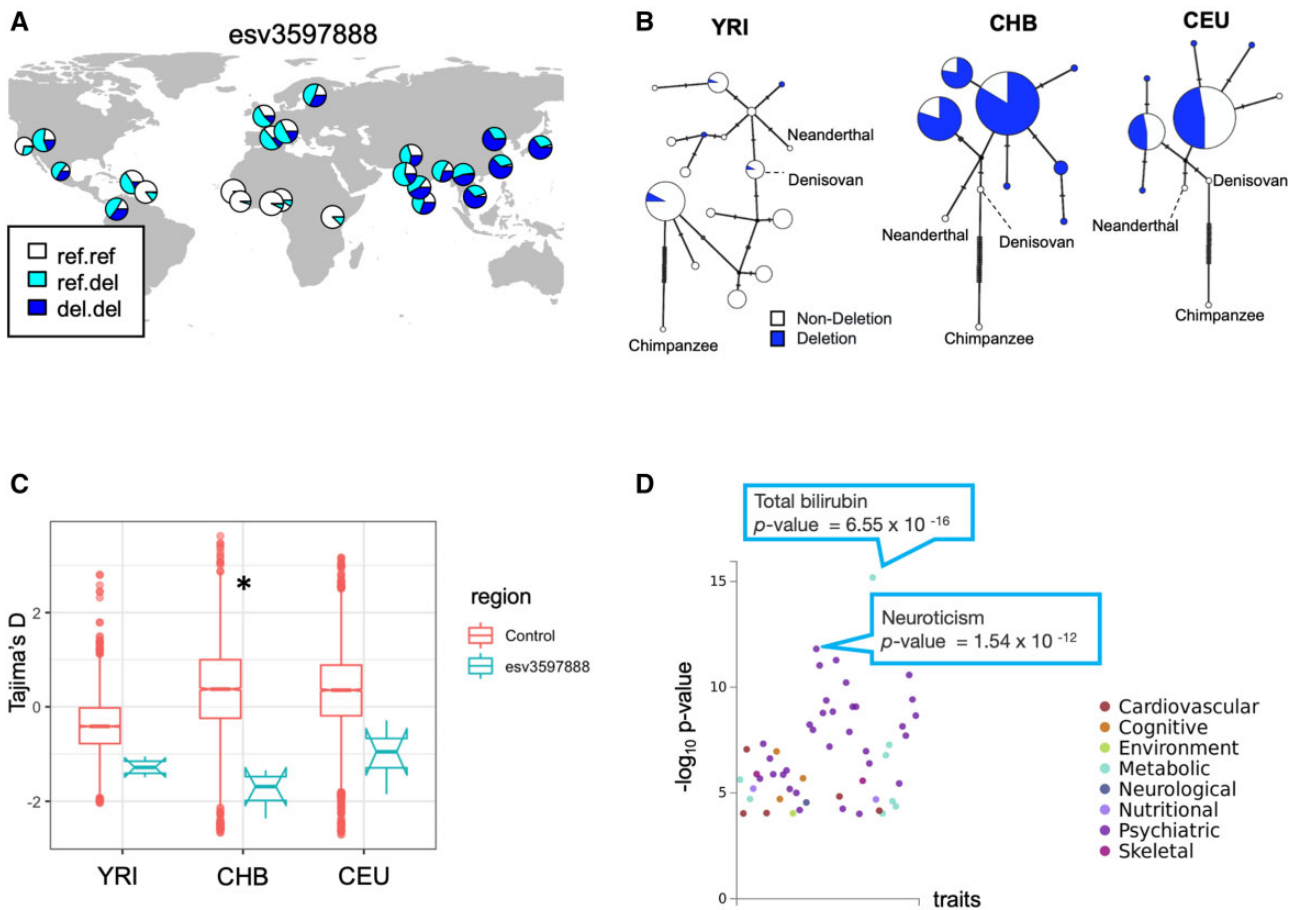 A
esv3597888
ref.ref
ref.del
del.del
B
YRI
CHB
CEU
Neanderthal
Denisovan
Chimpanzee
Neanderthal
Denisovan
Chimpanzee
Denisovan
Neanderthal
Chimpanzee
Non-Deletion
Deletion
C
Tajima's D
2
0
-2
*
YRI
CHB
CEU
region
Control
esv3597888
D
Total bilirubin
p-value = 6.55 x 10 -16
Neuroticism
p-value = 1.54 x 10 -12
-log10 p-value
15
10
5
0
traits
Cardiovascular
Cognitive
Environment
Metabolic
Neurological
Nutritional
Psychiatric
Skeletal